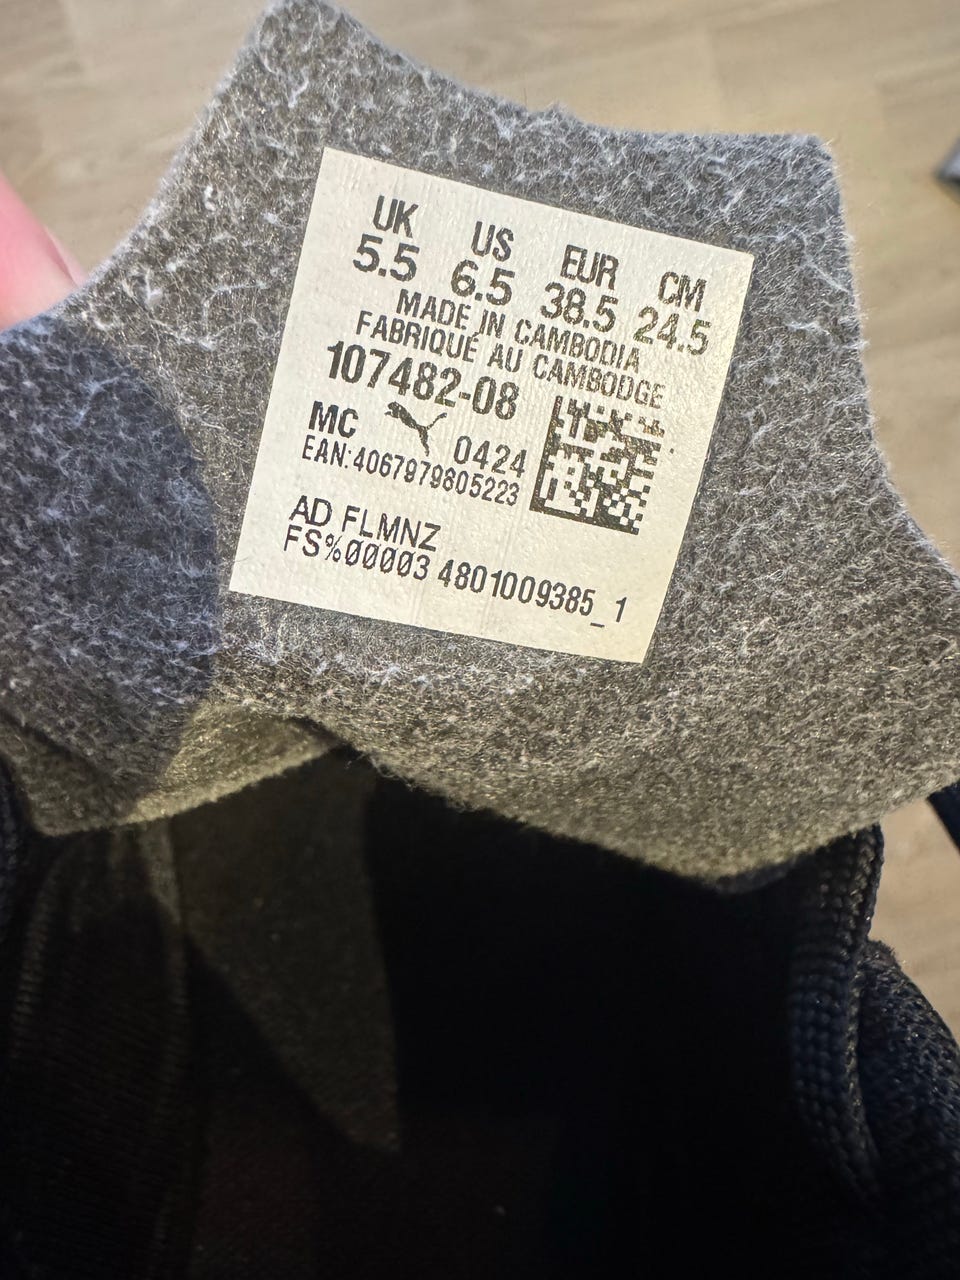 UK US EUR CM
5.5 6.5 38.5 24.5
MADE IN CAMBODIA
FABRIQUÉ AU CAMBODGE
107482-08
MC 0424
EAN:4067979805223
AD FLMNZ
FS%00003 4801009385_1